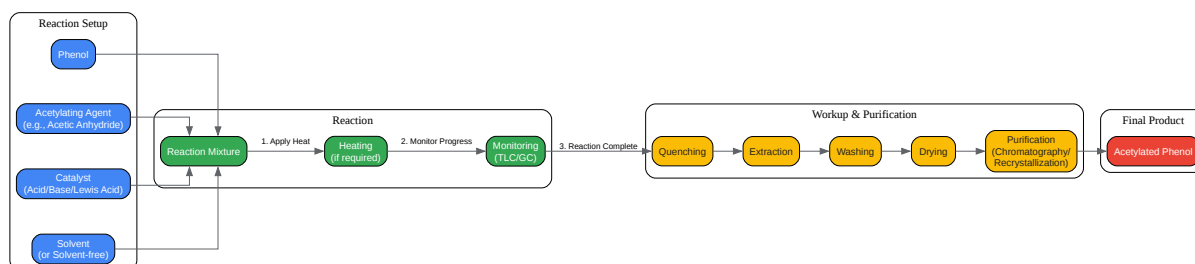 Reaction Setup
Phenol
Acetylating Agent
(e.g., Acetic Anhydride)
Catalyst
(Acid/Base/Lewis Acid)
Solvent
(or Solvent-free)
Reaction
Reaction Mixture
1. Apply Heat
Heating
(if required)
2. Monitor Progress
Monitoring
(TLC/GC)
3. Reaction Complete
Workup & Purification
Quenching
Extraction
Washing
Drying
Purification
(Chromatography/
Recrystallization)
Final Product
Acetylated Phenol